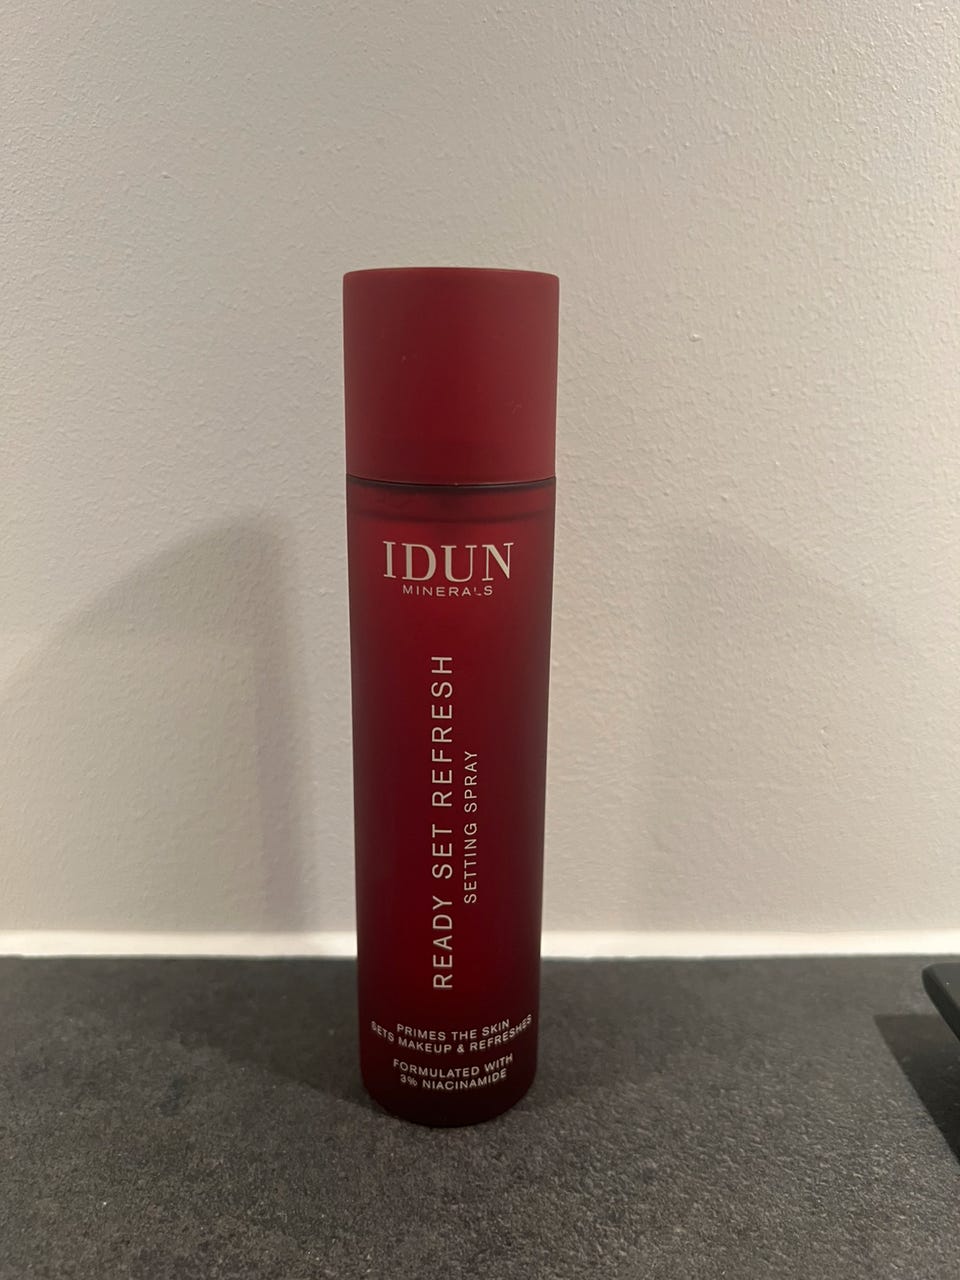 IDUN
MINERALS
READY SET REFRESH
SETTING SPRAY
PRIMES THE SKIN
SETS MAKEUP & REFRESHES
FORMULATED WITH
3% NIACINAMIDE